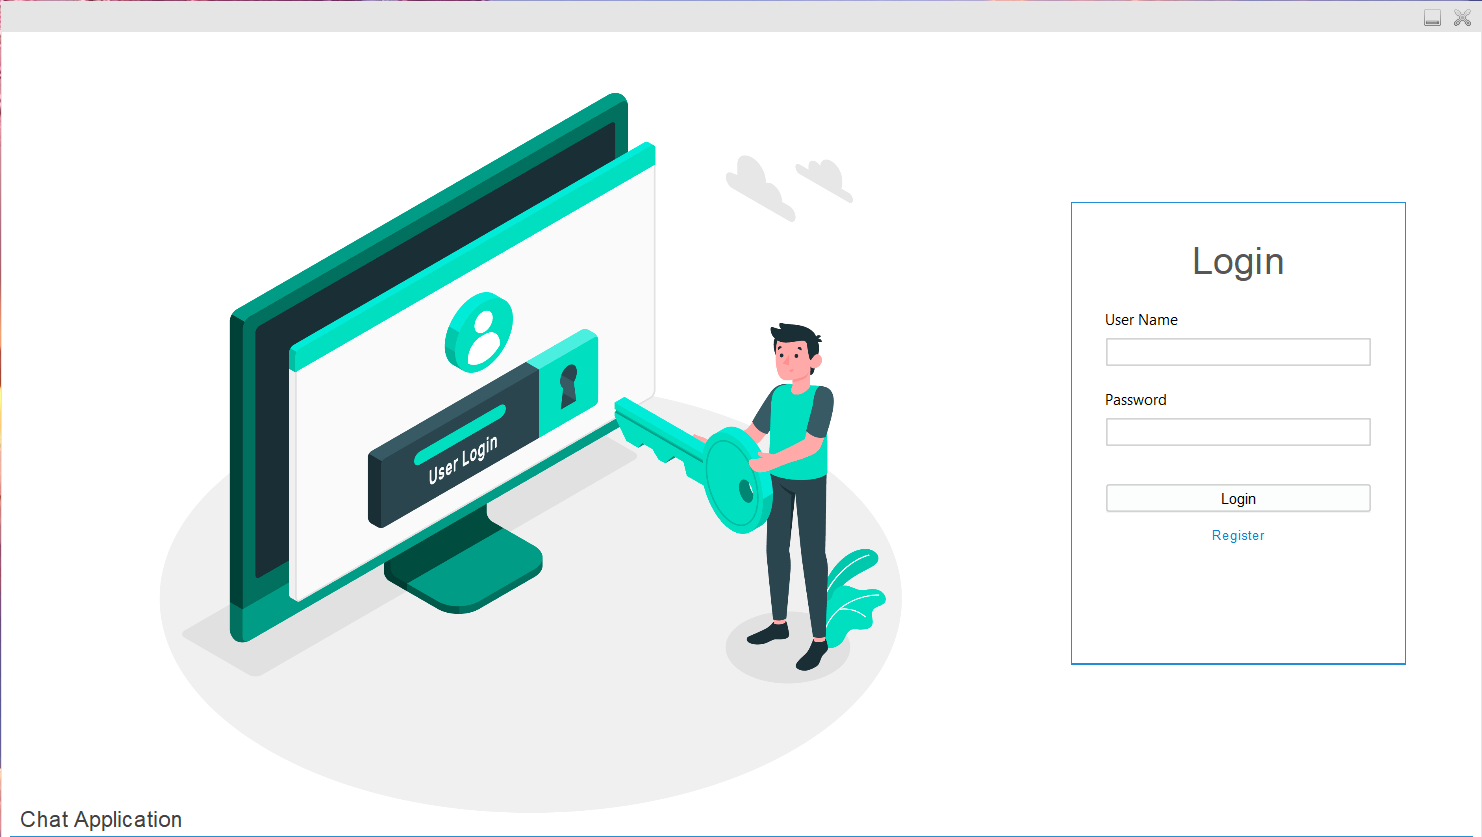 User Login
Login
User Name
Password
Login
Register
Chat Application